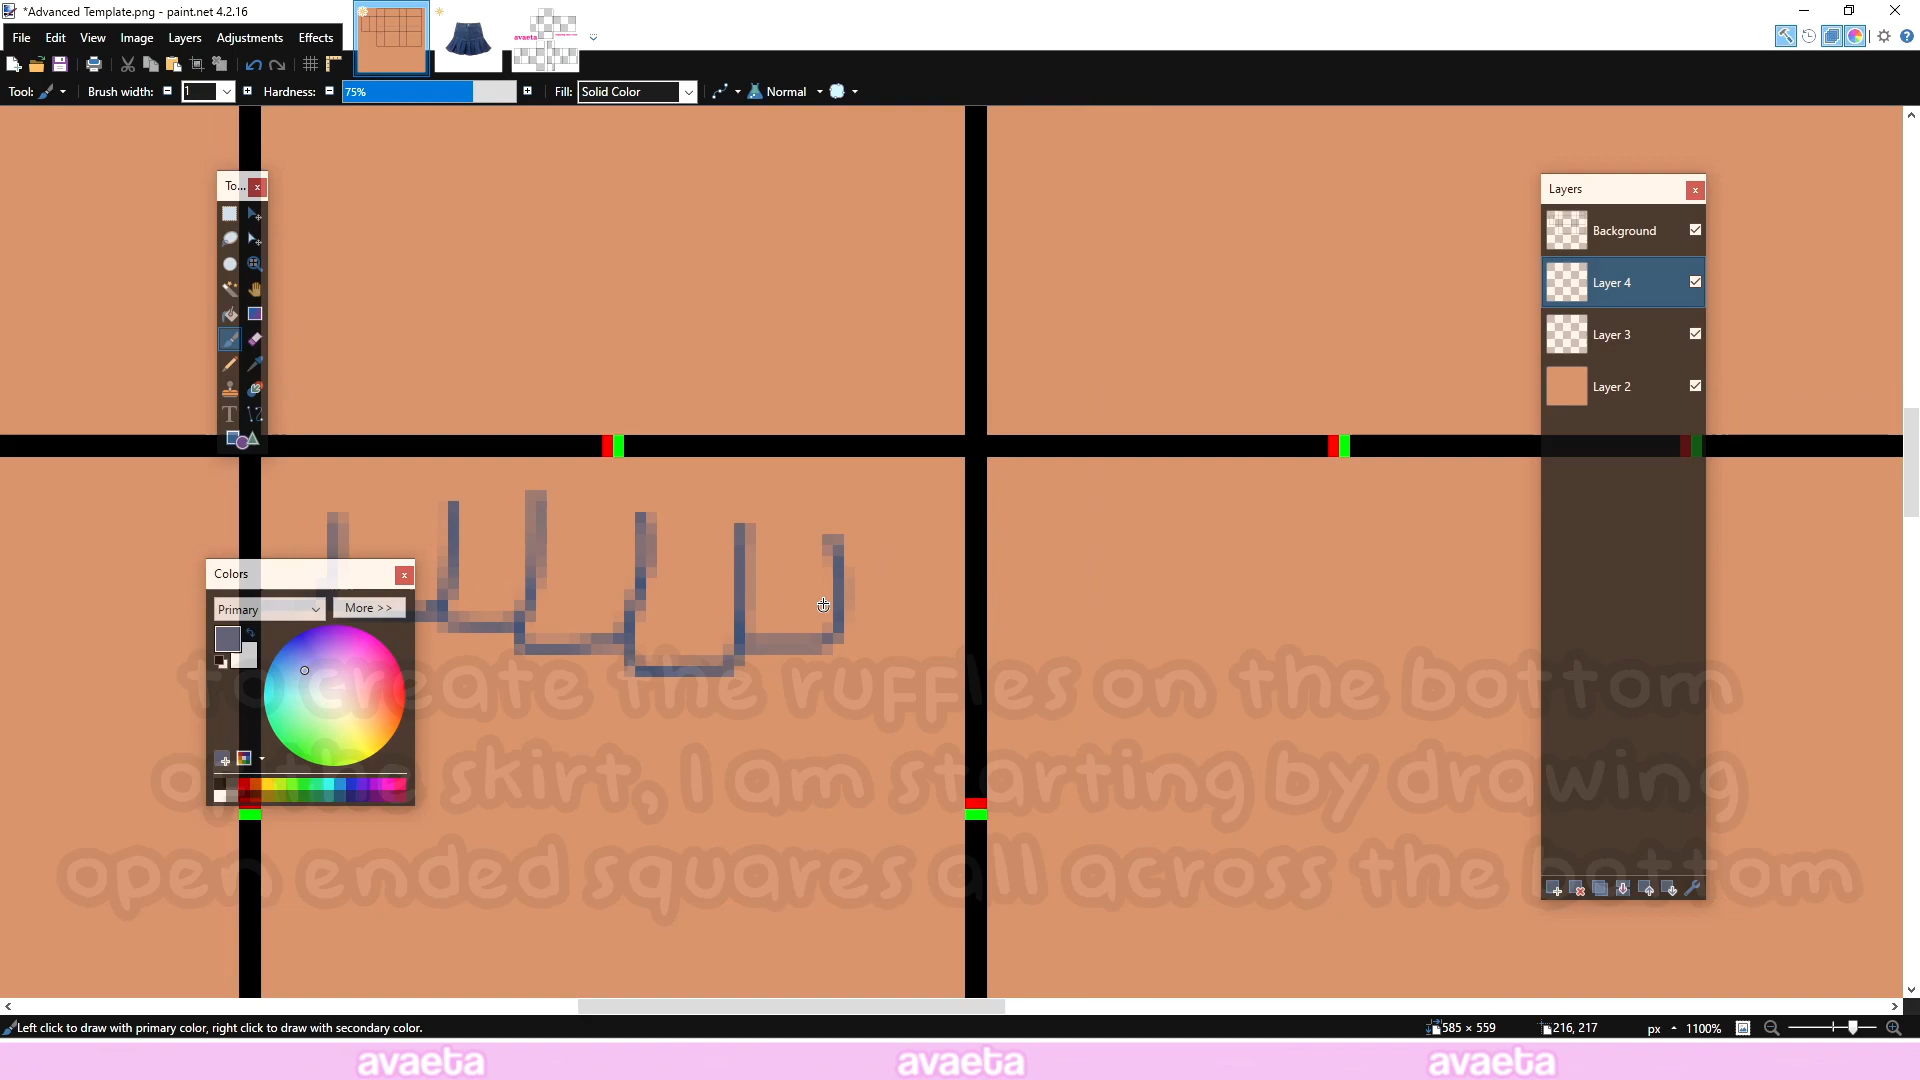 *Advanced Template.png - paint.net 4.2.16
File Edit View Image Layers Adjustments Effects
avaeta
Tool: Brush width: 1 Hardness: 75% Fill: Solid Color Normal
To...
Layers
Background
Layer 4
Layer 3
Layer 2
Colors
Primary More >>
to create the ruffles on the bottom
of the skirt, I am starting by drawing
open ended squares all across the bottom
Left click to draw with primary color, right click to draw with secondary color. 585 × 559 216, 217 px 1100%
avaeta avaeta avaeta